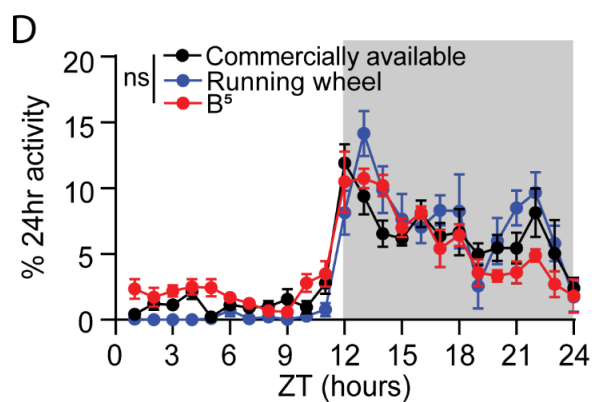 D
% 24hr activity
20
15
10
5
0
ns
Commercially available
Running wheel
B⁵
0 3 6 9 12 15 18 21 24
ZT (hours)